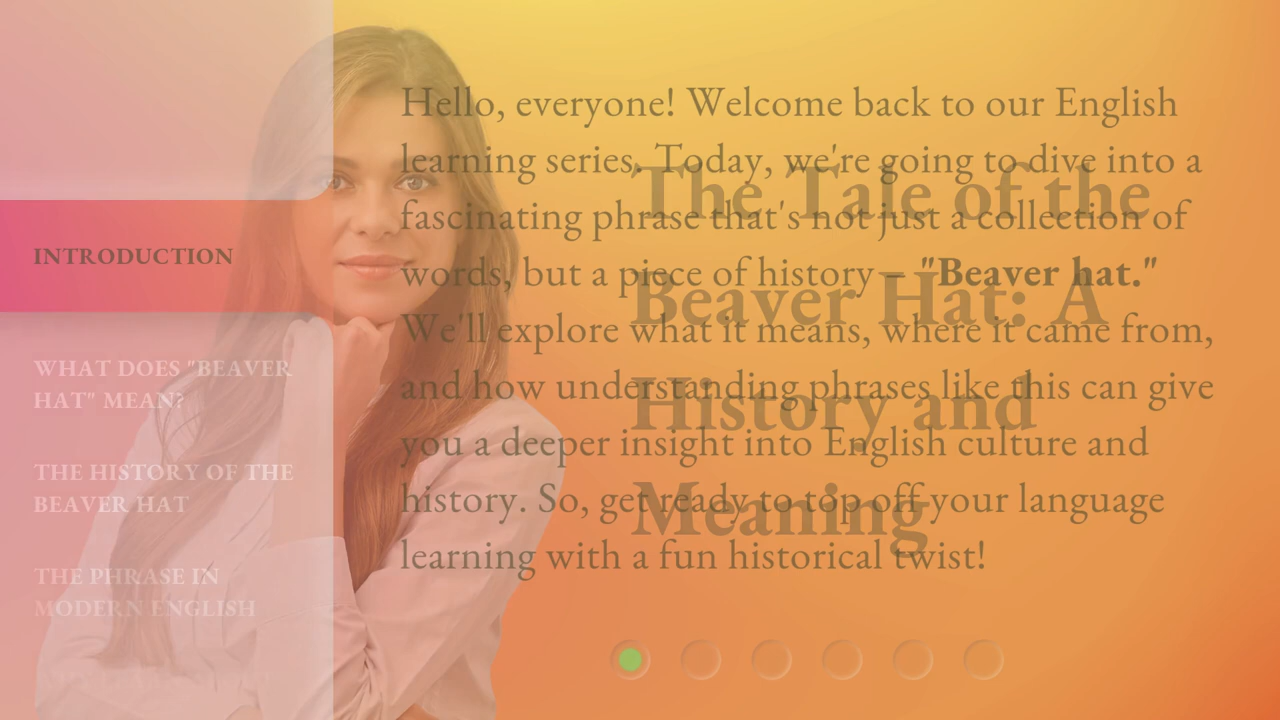 Hello, everyone! Welcome back to our English
learning series. Today, we're going to dive into a
fascinating phrase that's not just a collection of
words, but a piece of history – "Beaver hat."
We'll explore what it means, where it came from,
and how understanding phrases like this can give
you a deeper insight into English culture and
history. So, get ready to top off your language
learning with a fun historical twist!
The Tale of the
Beaver Hat: A
History and
Meaning
INTRODUCTION
WHAT DOES "BEAVER
HAT" MEAN?
THE HISTORY OF THE
BEAVER HAT
THE PHRASE IN
MODERN ENGLISH